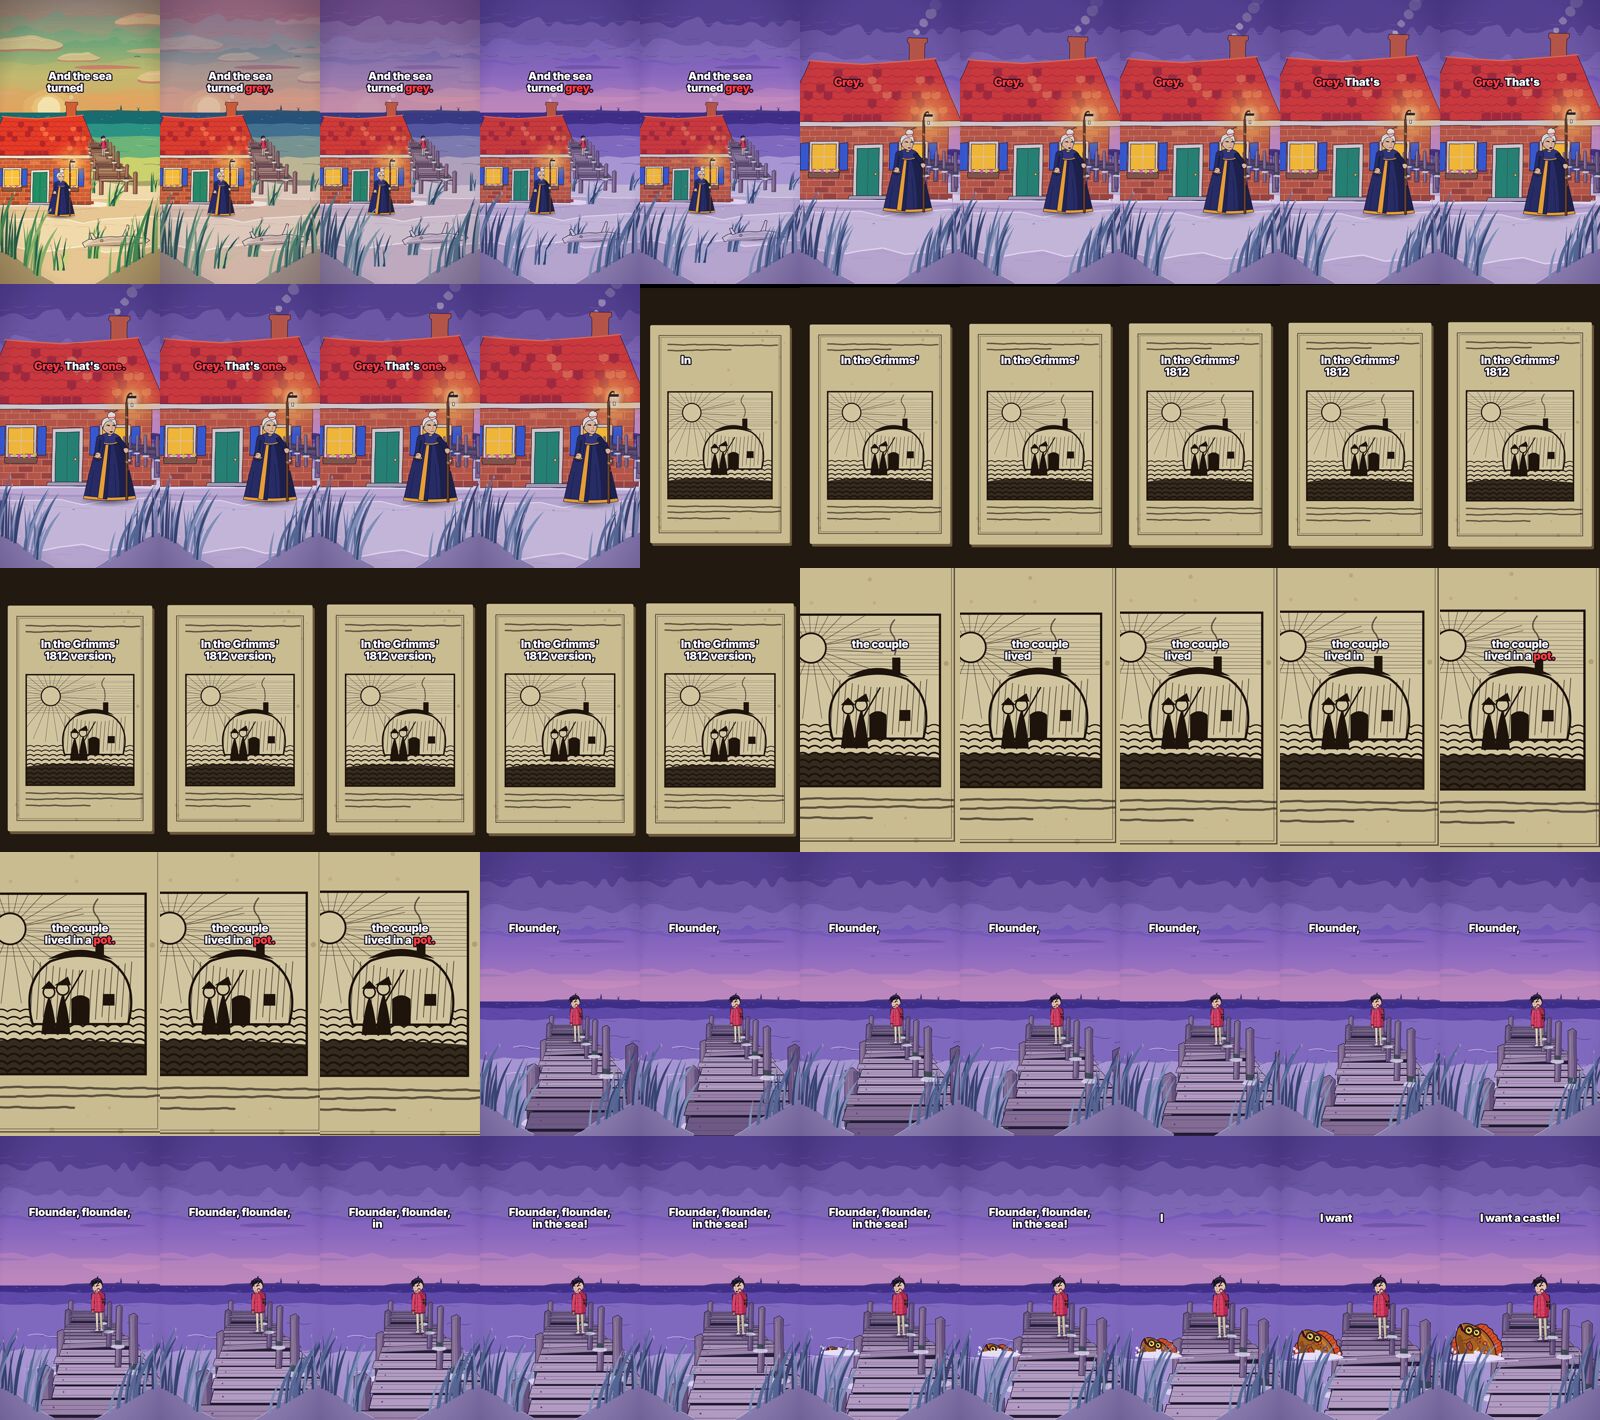 And the sea
turned
And the sea
turned grey.
And the sea
turned grey.
And the sea
turned grey.
And the sea
turned grey.
Grey.
Grey.
Grey.
Grey. That's
Grey. That's
Grey. That's one.
Grey. That's one.
Grey. That's one.
In
In the Grimms'
In the Grimms'
In the Grimms'
1812
In the Grimms'
1812
In the Grimms'
1812
In the Grimms'
1812 version,
In the Grimms'
1812 version,
In the Grimms'
1812 version,
In the Grimms'
1812 version,
In the Grimms'
1812 version,
the couple
the couple
lived
the couple
lived
the couple
lived in
the couple
lived in a pot.
the couple
lived in a pot.
the couple
lived in a pot.
the couple
lived in a pot.
Flounder,
Flounder,
Flounder,
Flounder,
Flounder,
Flounder,
Flounder,
Flounder, flounder,
Flounder, flounder,
Flounder, flounder,
in
Flounder, flounder,
in the sea!
Flounder, flounder,
in the sea!
Flounder, flounder,
in the sea!
Flounder, flounder,
in the sea!
I
I want
I want a castle!